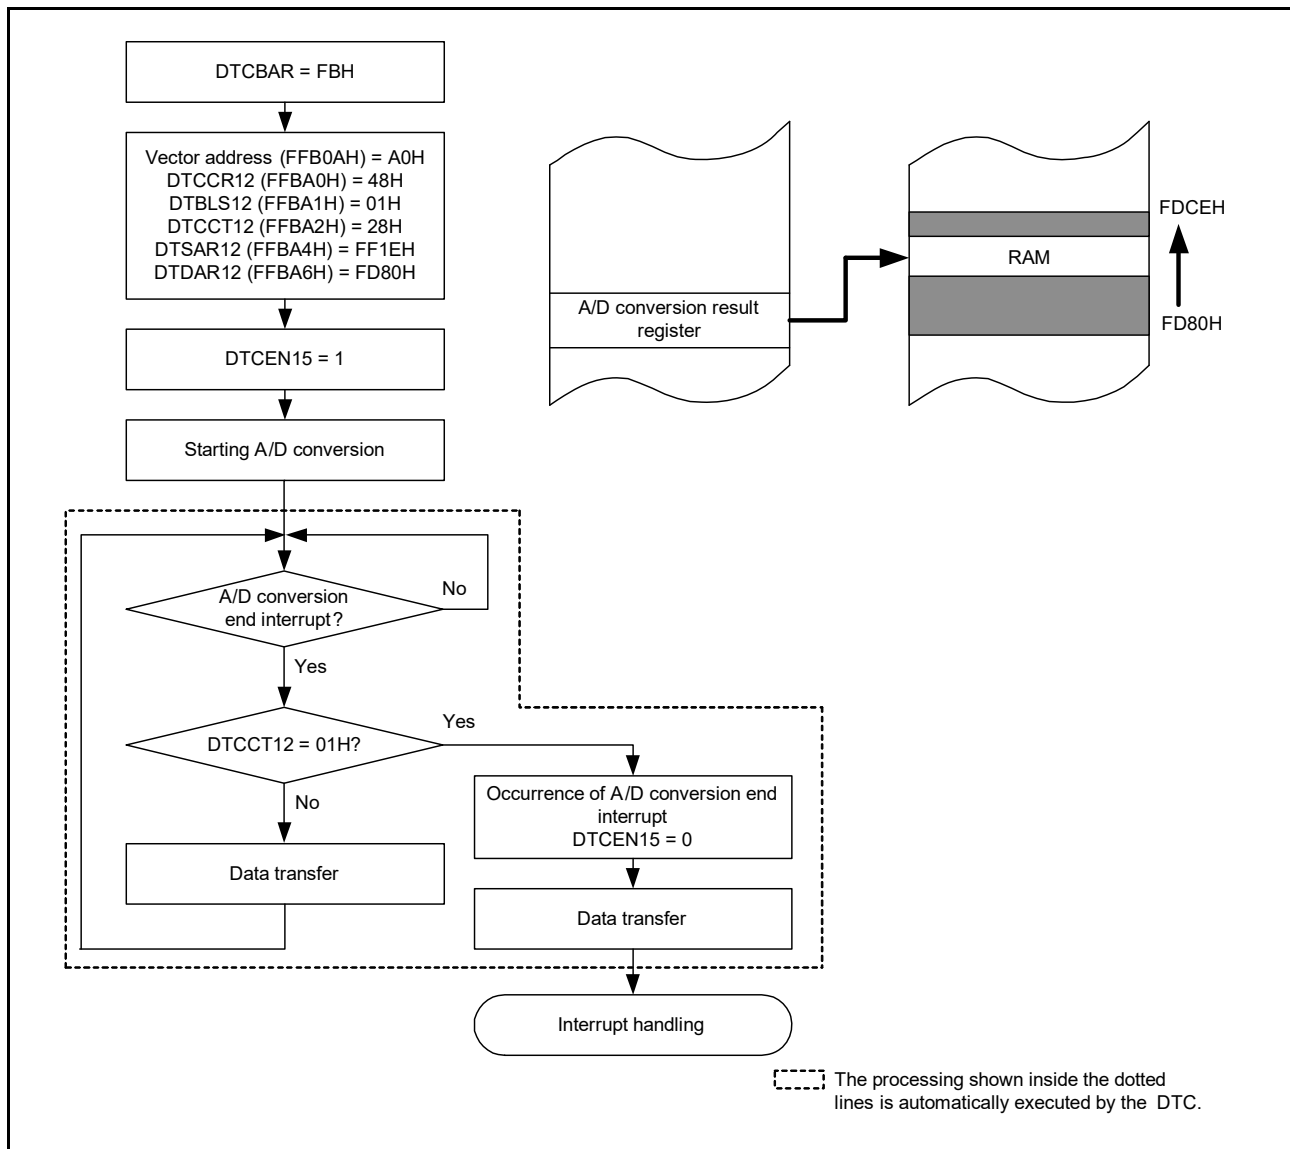 DTCBAR = FBH
Vector address (FFB0AH) = A0H
DTCCR12 (FFBA0H) = 48H
DTBLS12 (FFBA1H) = 01H
DTCCT12 (FFBA2H) = 28H
DTSAR12 (FFBA4H) = FF1EH
DTDAR12 (FFBA6H) = FD80H
DTCEN15 = 1
Starting A/D conversion
A/D conversion result
register
RAM
FDCEH
FD80H
A/D conversion
end interrupt?
No
Yes
DTCCT12 = 01H?
Yes
No
Data transfer
Occurrence of A/D conversion end
interrupt
DTCEN15 = 0
Data transfer
Interrupt handling
The processing shown inside the dotted
lines is automatically executed by the DTC.